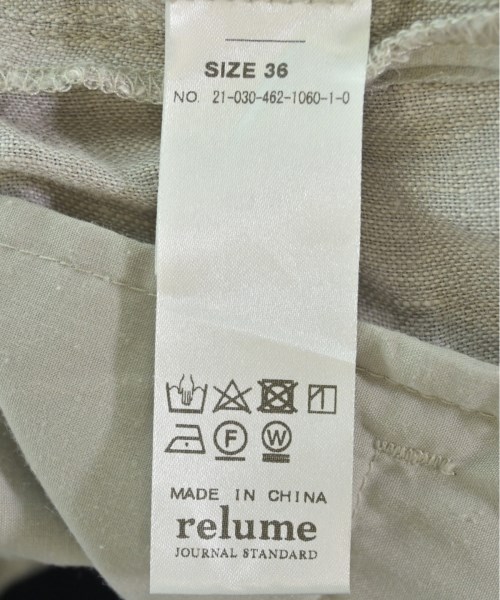 SIZE 36
NO. 21-030-462-1060-1-0
F W
MADE IN CHINA
relume
JOURNAL STANDARD